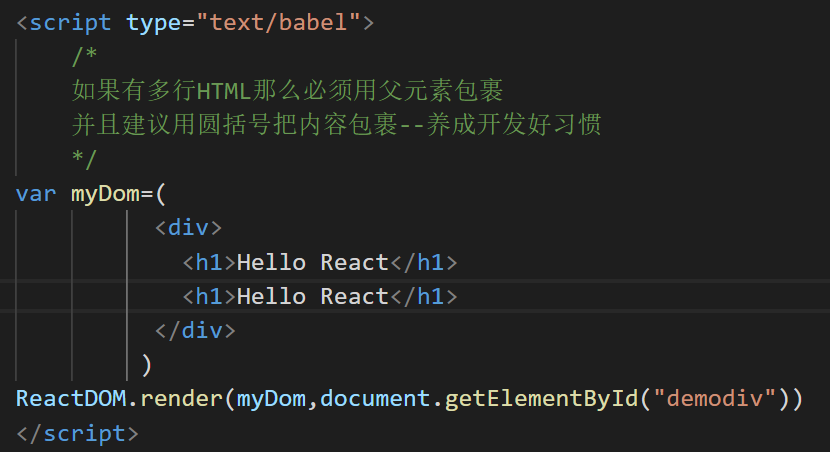 <script type="text/babel">
/*
如果有多行HTML那么必须用父元素包裹
并且建议用圆括号把内容包裹--养成开发好习惯
*/
var myDom=(
<div>
<h1>Hello React</h1>
<h1>Hello React</h1>
</div>
)
ReactDOM.render(myDom,document.getElementById("demodiv"))
</script>